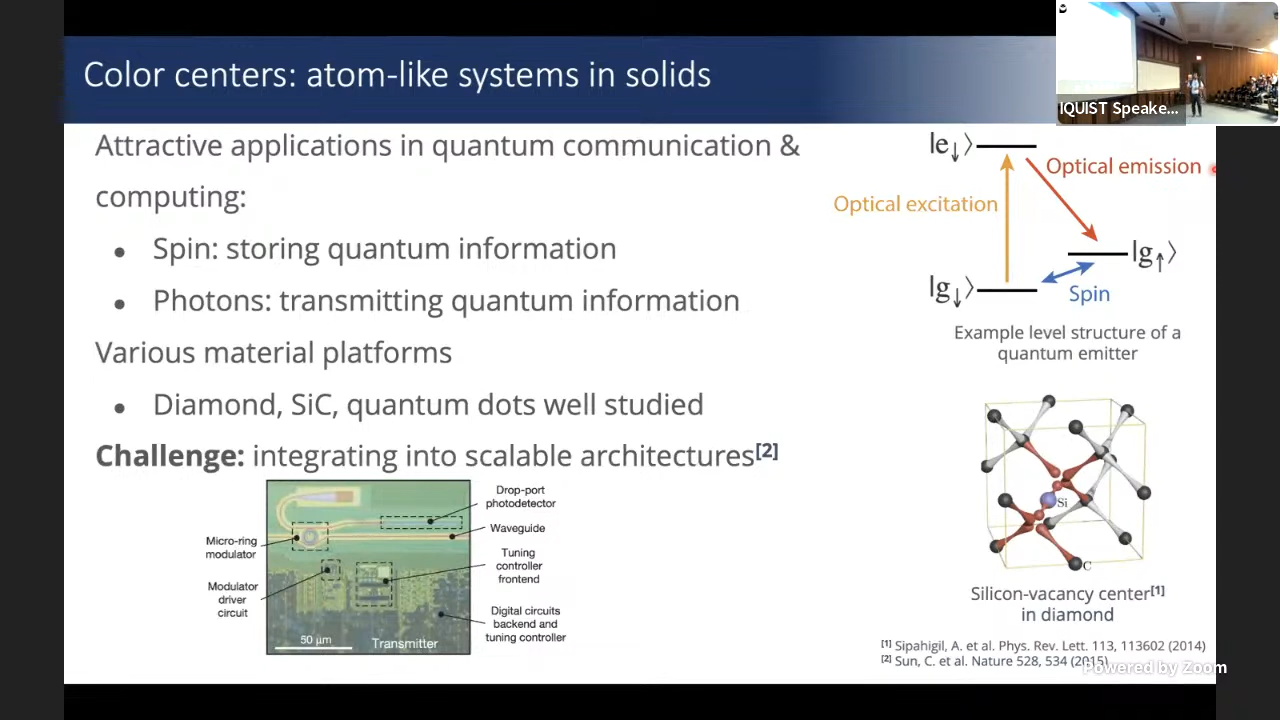 Color centers: atom-like systems in solids
IQUIST Speake...
Attractive applications in quantum communication &
computing:
• Spin: storing quantum information
• Photons: transmitting quantum information
Various material platforms
• Diamond, SiC, quantum dots well studied
Challenge: integrating into scalable architectures[2]
Drop-port
photodetector
Waveguide
Micro-ring
modulator
Tuning
controller
frontend
Modulator
driver
circuit
Digital circuits
backend and
tuning controller
50 µm
Transmitter
|e↓⟩
Optical emission
Optical excitation
|g↑⟩
|g↓⟩
Spin
Example level structure of a
quantum emitter
Si
C
Silicon-vacancy center[1]
in diamond
[1] Sipahigil, A. et al. Phys. Rev. Lett. 113, 113602 (2014)
[2] Sun, C. et al. Nature 528, 534 (2015)
Powered by Zoom